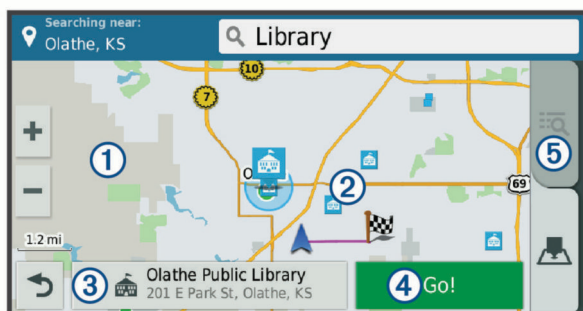 Searching near:
Olathe, KS
Library
10
7
1
5
O
2
69
1.2 mi
3
Olathe Public Library
201 E Park St, Olathe, KS
4
Go!